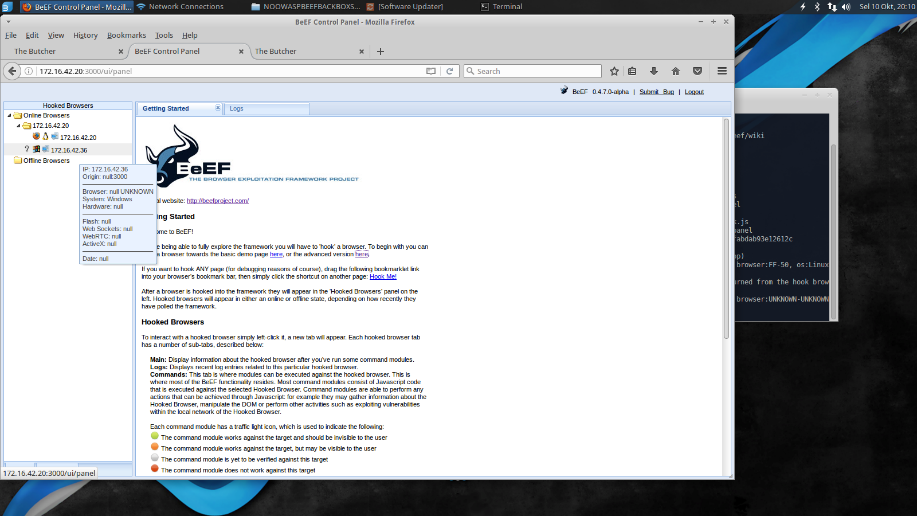 BeEF Control Panel - Mozill...
Network Connections
NOOWASPBEEFBACKBOX5...
[Software Updater]
Terminal
Sel 10 Okt, 20:10
BeEF Control Panel - Mozilla Firefox
File Edit View History Bookmarks Tools Help
The Butcher
BeEF Control Panel
The Butcher
172.16.42.20:3000/ui/panel
Search
BeEF 0.4.7.0-alpha | Submit Bug | Logout
Hooked Browsers
Online Browsers
172.16.42.20
172.16.42.20
? 172.16.42.36
Offline Browsers
IP: 172.16.42.36
Origin: null:3000
Browser: null UNKNOWN
System: Windows
Hardware: null
Flash: null
Web Sockets: null
WebRTC: null
ActiveX: null
Date: null
172.16.42.20:3000/ui/panel
Getting Started
Logs
BeEF
THE BROWSER EXPLOITATION FRAMEWORK PROJECT
al website: http://beefproject.com/
ing Started
ome to BeEF!
e being able to fully explore the framework you will have to 'hook' a browser. To begin with you can
a browser towards the basic demo page here, or the advanced version here.
If you want to hook ANY page (for debugging reasons of course), drag the following bookmarklet link
into your browser's bookmark bar, then simply click the shortcut on another page: Hook Me!
After a browser is hooked into the framework they will appear in the 'Hooked Browsers' panel on the
left. Hooked browsers will appear in either an online or offline state, depending on how recently they
have polled the framework.
Hooked Browsers
To interact with a hooked browser simply left-click it, a new tab will appear. Each hooked browser tab
has a number of sub-tabs, described below:
Main: Display information about the hooked browser after you've run some command modules.
Logs: Displays recent log entries related to this particular hooked browser.
Commands: This tab is where modules can be executed against the hooked browser. This is
where most of the BeEF functionality resides. Most command modules consist of Javascript code
that is executed against the selected Hooked Browser. Command modules are able to perform any
actions that can be achieved through Javascript: for example they may gather information about the
Hooked Browser, manipulate the DOM or perform other activities such as exploiting vulnerabilities
within the local network of the Hooked Browser.
Each command module has a traffic light icon, which is used to indicate the following:
The command module works against the target and should be invisible to the user
The command module works against the target, but may be visible to the user
The command module is yet to be verified against this target
The command module does not work against this target
eef/wiki
k.js
panel
abdab93e12612c
browser:FF-50, os:Linux
urned from the hook brow
browser:UNKNOWN-UNKNOWN